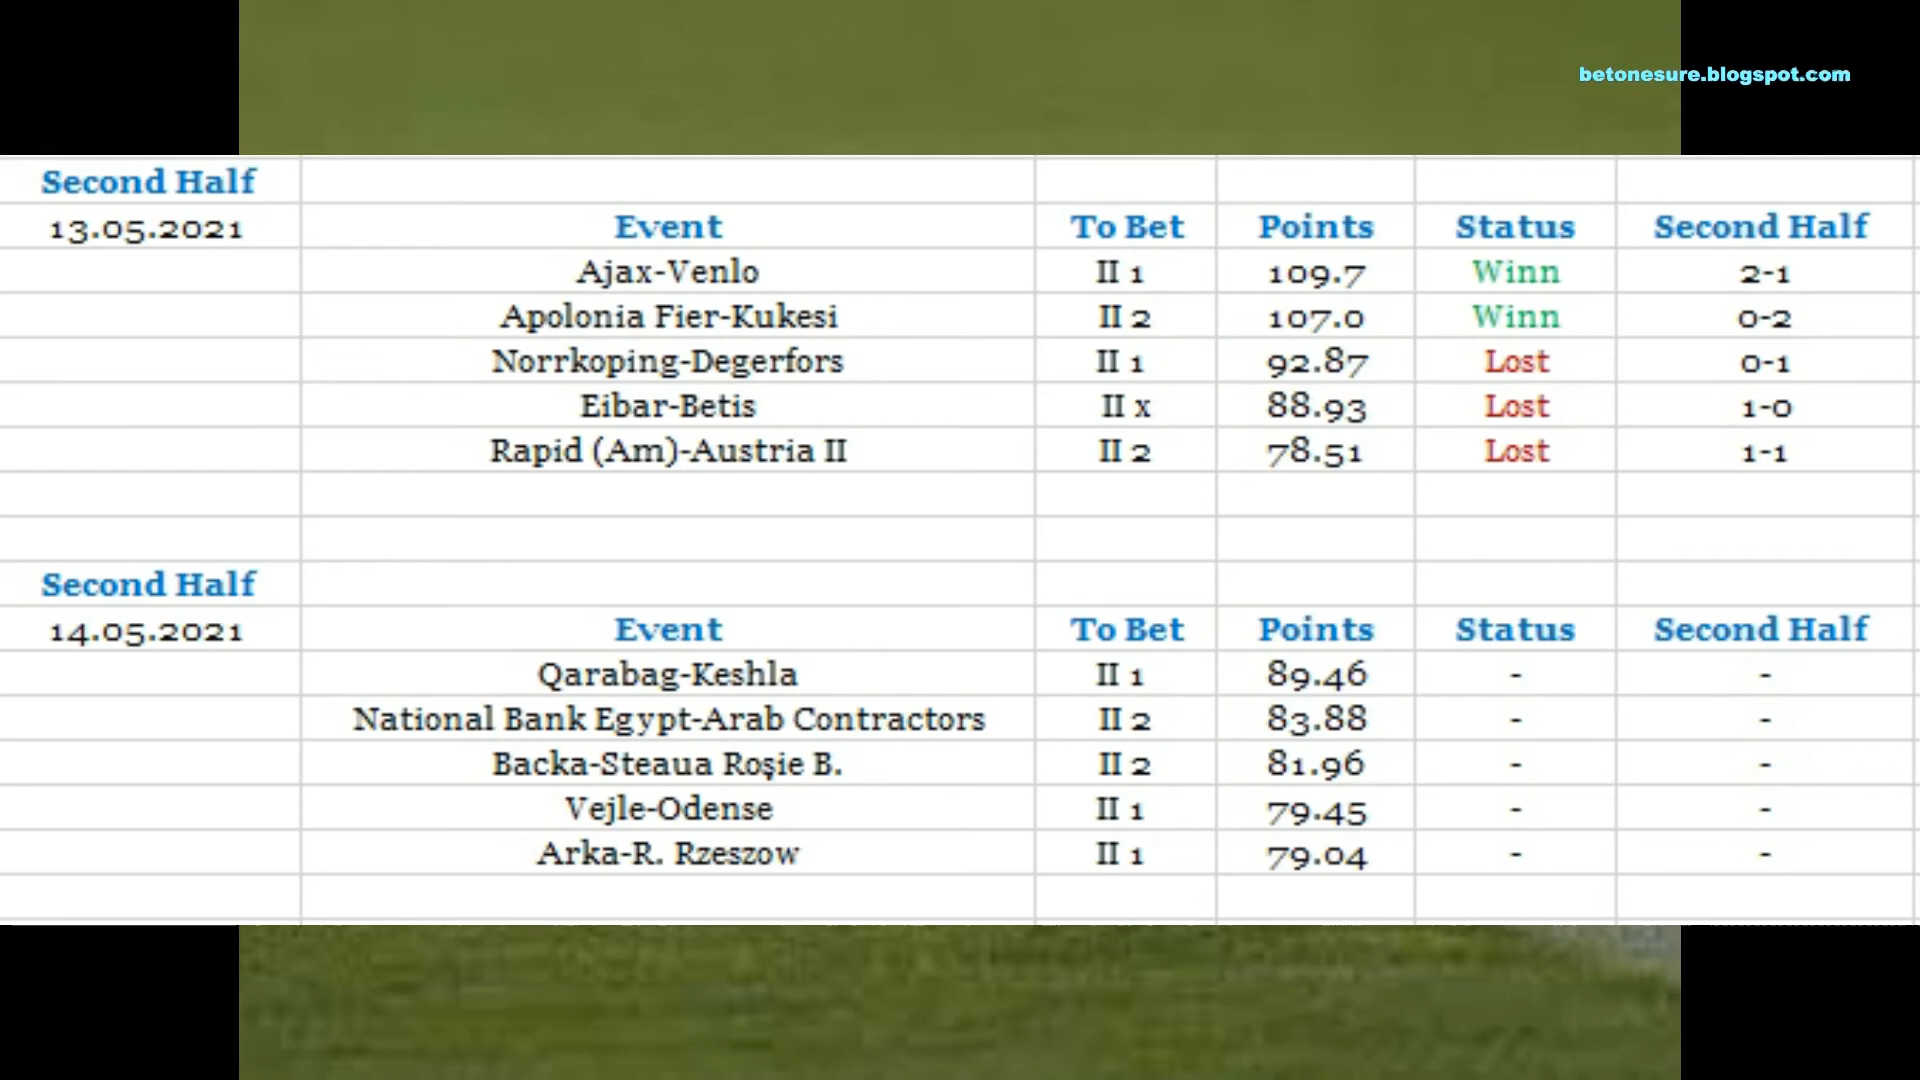 betonesure.blogspot.com
Second Half
13.05.2021 Event To Bet Points Status Second Half
Ajax-Venlo II 1 109.7 Winn 2-1
Apolonia Fier-Kukesi II 2 107.0 Winn 0-2
Norrkoping-Degerfors II 1 92.87 Lost 0-1
Eibar-Betis II x 88.93 Lost 1-0
Rapid (Am)-Austria II II 2 78.51 Lost 1-1
Second Half
14.05.2021 Event To Bet Points Status Second Half
Qarabag-Keshla II 1 89.46 - -
National Bank Egypt-Arab Contractors II 2 83.88 - -
Backa-Steaua Roșie B. II 2 81.96 - -
Vejle-Odense II 1 79.45 - -
Arka-R. Rzeszow II 1 79.04 - -